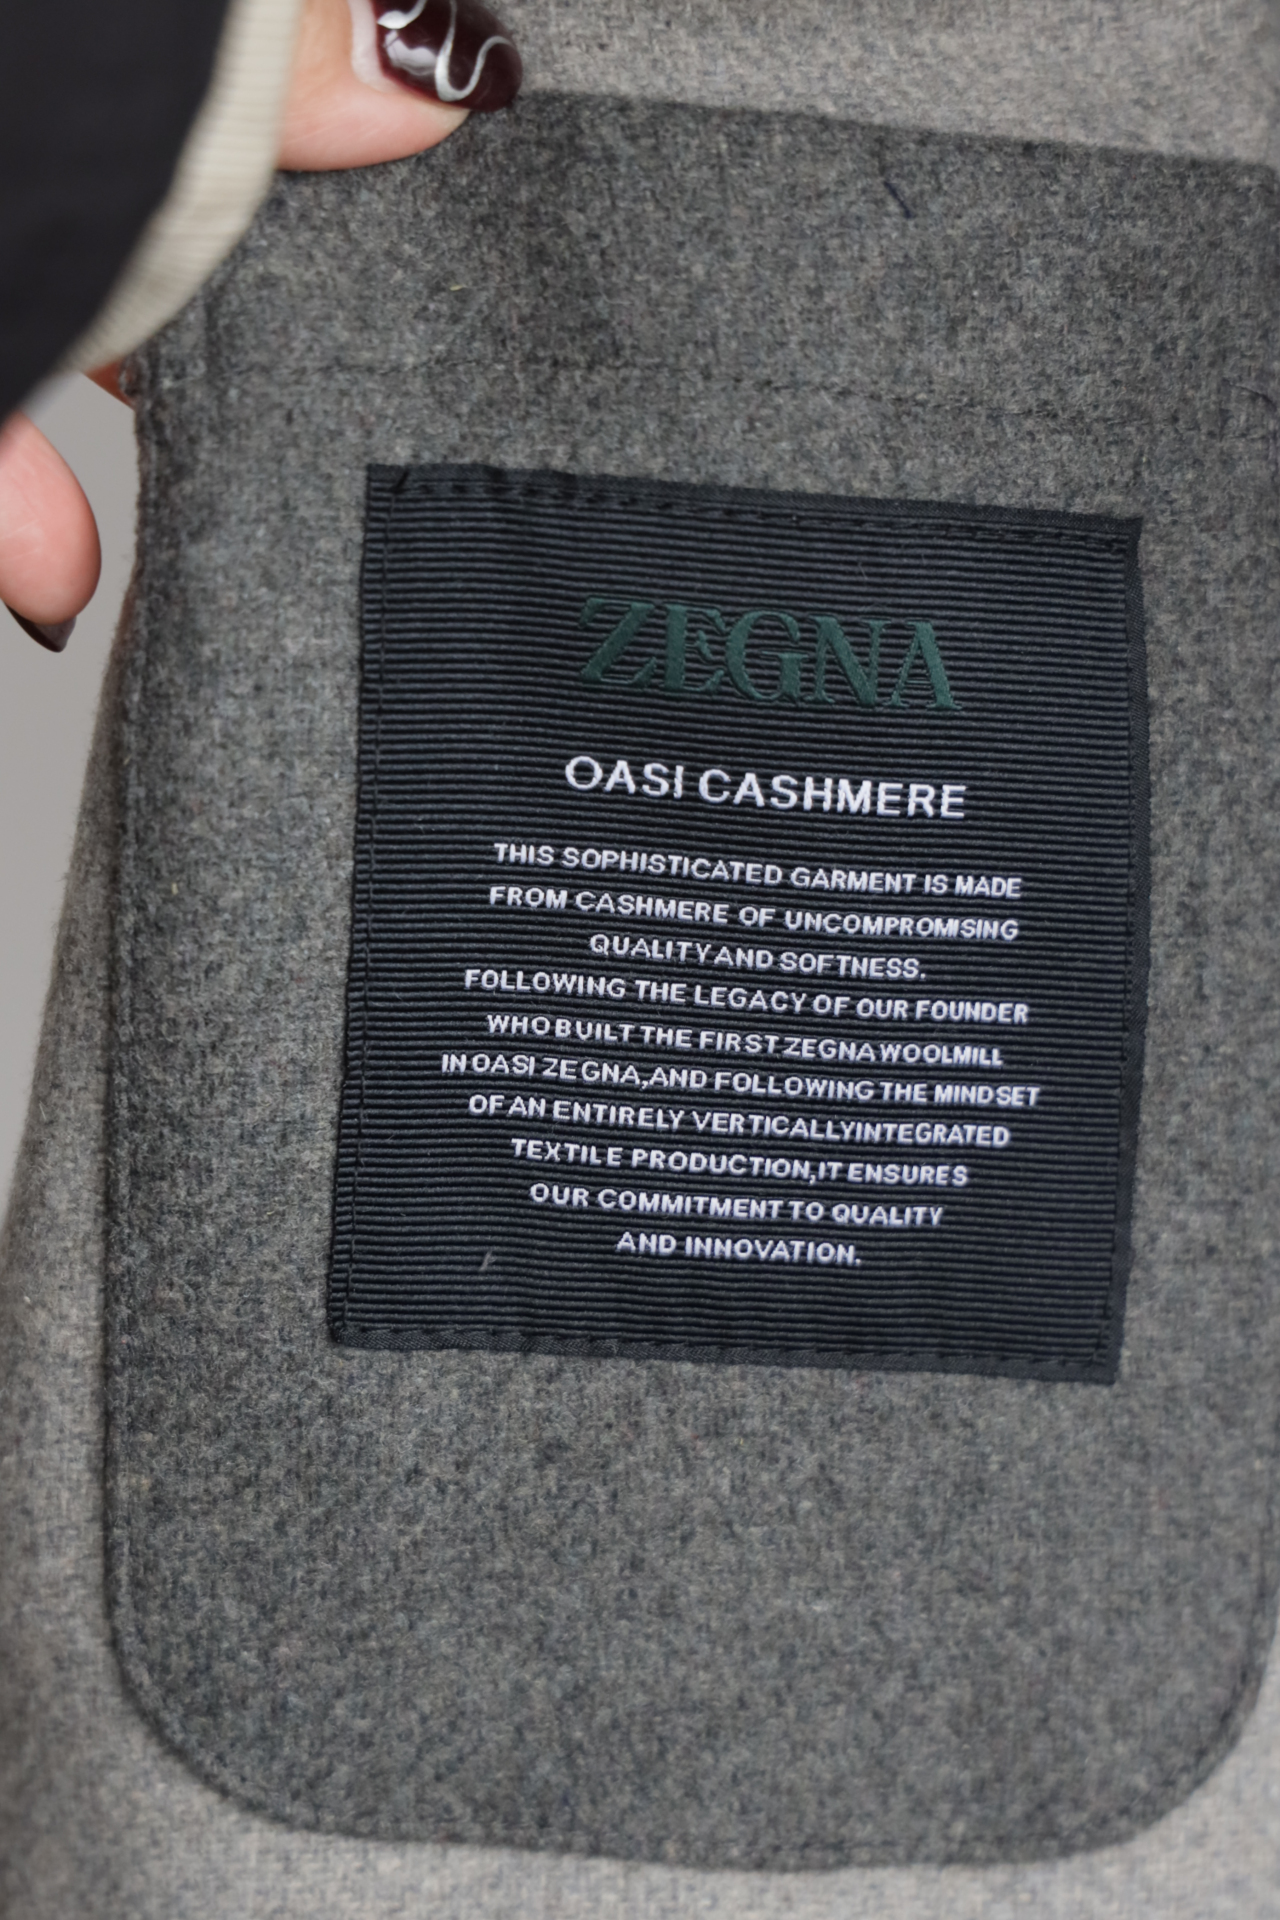 ZEGNA
OASI CASHMERE
THIS SOPHISTICATED GARMENT IS MADE
FROM CASHMERE OF UNCOMPROMISING
QUALITY AND SOFTNESS.
FOLLOWING THE LEGACY OF OUR FOUNDER
WHO BUILT THE FIRST ZEGNA WOOLMILL
IN OASI ZEGNA, AND FOLLOWING THE MINDSET
OF AN ENTIRELY VERTICALLY INTEGRATED
TEXTILE PRODUCTION, IT ENSURES
OUR COMMITMENT TO QUALITY
AND INNOVATION.